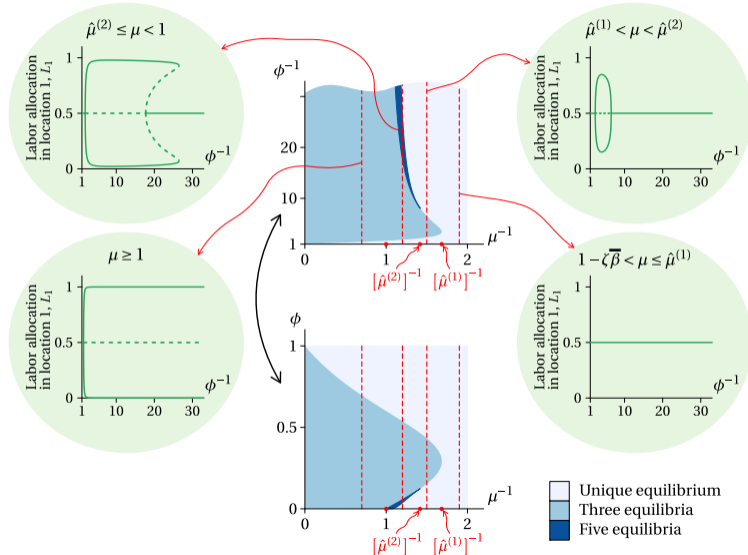 μ̂⁽²⁾ ≤ μ < 1
Labor allocation
in location 1, L₁
1
0.5
0
1 10 20 30
ϕ⁻¹
ϕ⁻¹
20
10
1
0 1 2
μ⁻¹
[μ̂⁽²⁾]⁻¹ [μ̂⁽¹⁾]⁻¹
μ̂⁽¹⁾ < μ < μ̂⁽²⁾
Labor allocation
in location 1, L₁
1
0.5
0
1 10 20 30
ϕ⁻¹
μ ≥ 1
Labor allocation
in location 1, L₁
1
0.5
0
1 10 20 30
ϕ⁻¹
1 − ζβ̅ < μ ≤ μ̂⁽¹⁾
Labor allocation
in location 1, L₁
1
0.5
0
1 10 20 30
ϕ⁻¹
ϕ
1
0.5
0
0 1 2
μ⁻¹
[μ̂⁽²⁾]⁻¹ [μ̂⁽¹⁾]⁻¹
Unique equilibrium
Three equilibria
Five equilibria